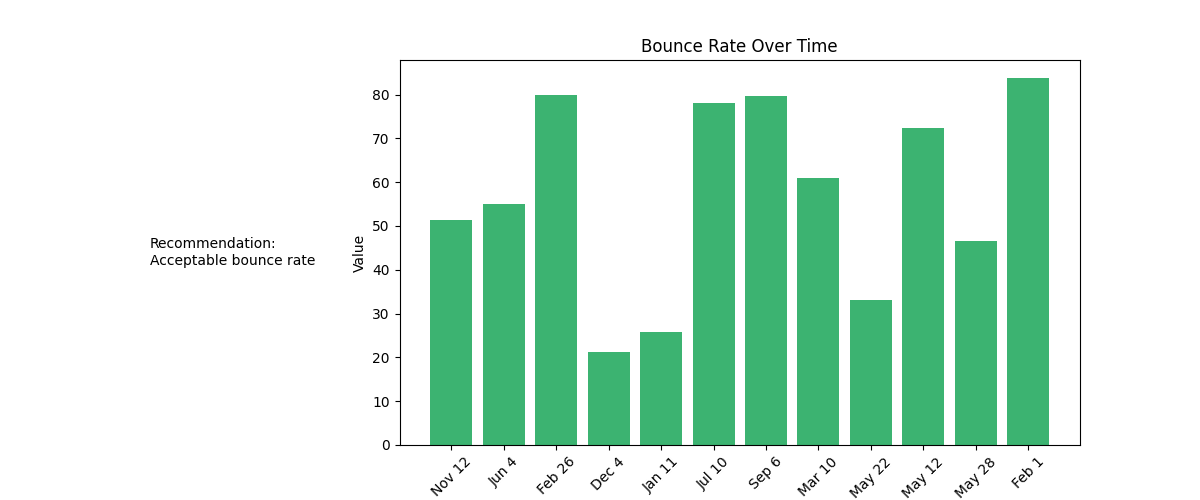 Bounce Rate Over Time
Recommendation:
Acceptable bounce rate
Value
80
70
60
50
40
30
20
10
0
Nov 12
Jun 4
Feb 26
Dec 4
Jan 11
Jul 10
Sep 6
Mar 10
May 22
May 12
May 28
Feb 1